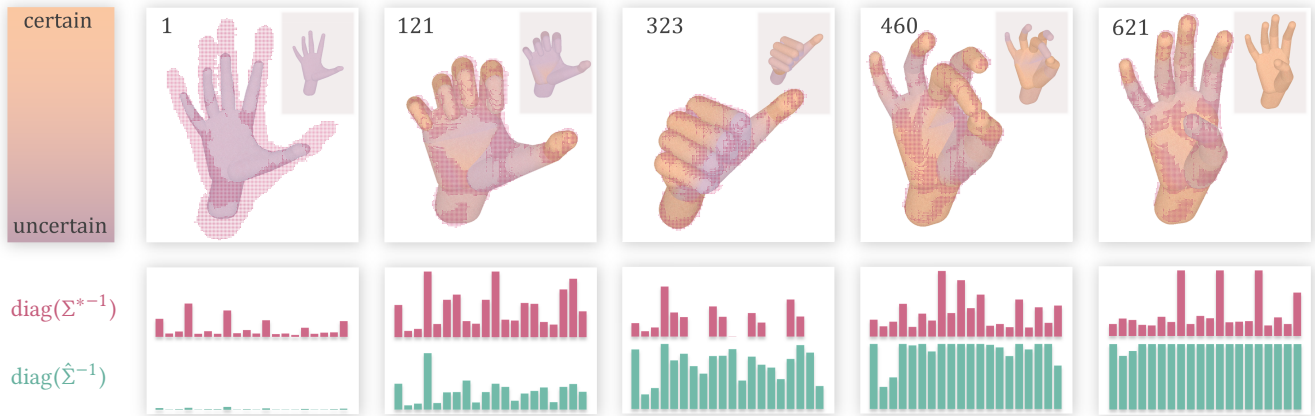 certain
uncertain
1
121
323
460
621
diag(Σ*⁻¹)
diag(Σ̂⁻¹)